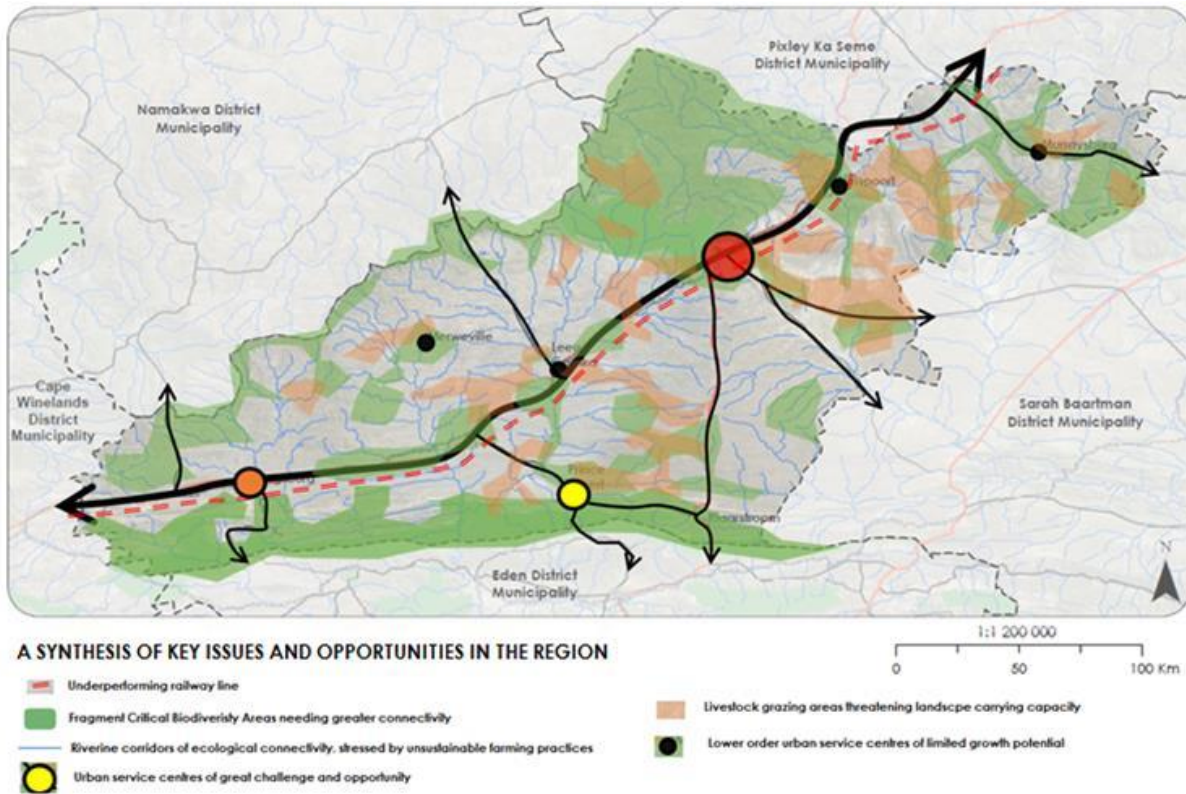 Pixley Ka Seme
District Municipality
Namakwa District
Municipality
Cape
Winelands
District
Municipality
Sarah Baartman
District Municipality
Prince
Eden District
Municipality
N
1:1 200 000
0 50 100 Km
A SYNTHESIS OF KEY ISSUES AND OPPORTUNITIES IN THE REGION
Underperforming railway line
Fragment Critical Biodiveristy Areas needing greater connectivity
Riverine corridors of ecological connectivity. stressed by unsustainable farming practices
Urban service centres of great challenge and opportunity
Livestock grazing areas threatening landscpe carrying capacity
Lower order urban service centres of limited growth potential